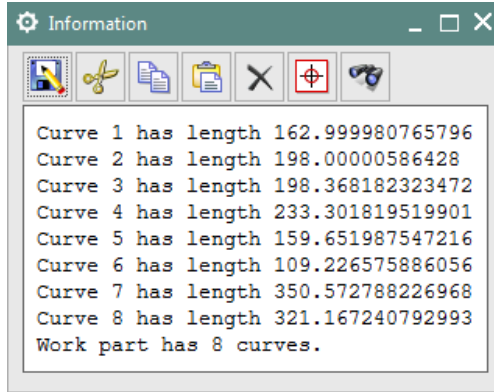 Information
Curve 1 has length 162.999980765796
Curve 2 has length 198.00000586428
Curve 3 has length 198.368182323472
Curve 4 has length 233.301819519901
Curve 5 has length 159.651987547216
Curve 6 has length 109.226575886056
Curve 7 has length 350.572788226968
Curve 8 has length 321.167240792993
Work part has 8 curves.